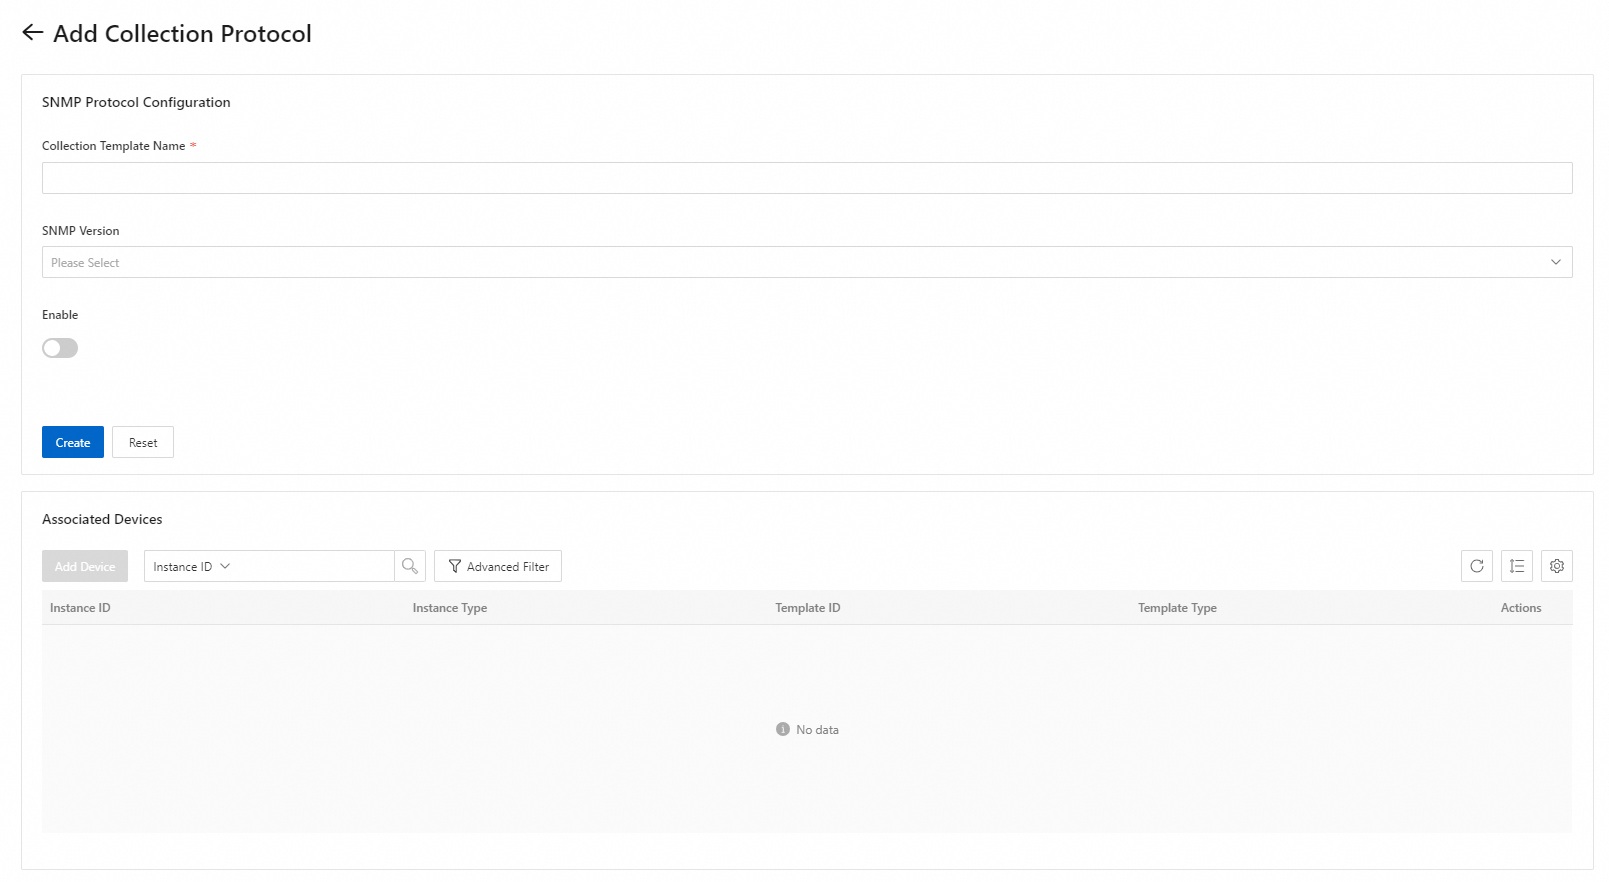 Add Collection Protocol
SNMP Protocol Configuration
Collection Template Name *
SNMP Version
Please Select
Enable
Create Reset
Associated Devices
Add Device Instance ID Advanced Filter
Instance ID Instance Type Template ID Template Type Actions
No data